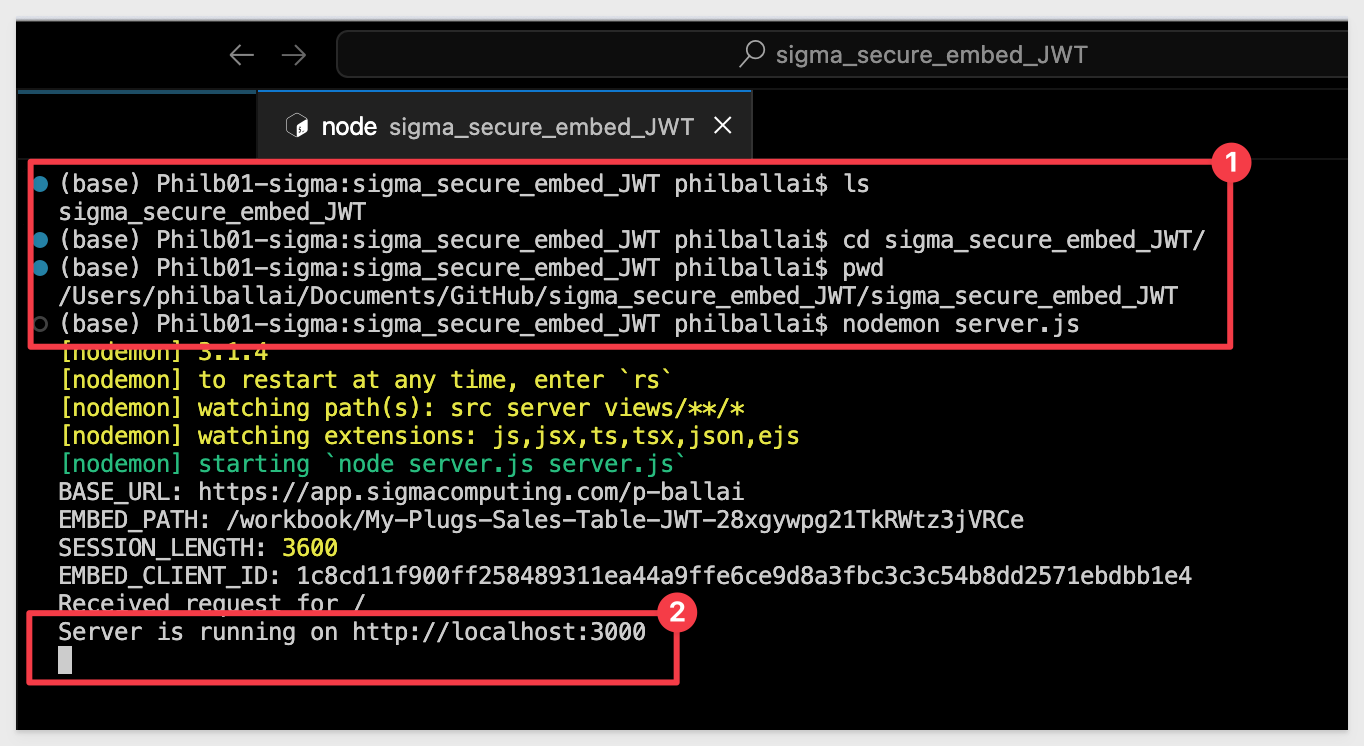 sigma_secure_embed_JWT
node sigma_secure_embed_JWT
1
(base) Philb01-sigma:sigma_secure_embed_JWT philballai$ ls
sigma_secure_embed_JWT
(base) Philb01-sigma:sigma_secure_embed_JWT philballai$ cd sigma_secure_embed_JWT/
(base) Philb01-sigma:sigma_secure_embed_JWT philballai$ pwd
/Users/philballai/Documents/GitHub/sigma_secure_embed_JWT/sigma_secure_embed_JWT
(base) Philb01-sigma:sigma_secure_embed_JWT philballai$ nodemon server.js
[nodemon] 3.1.4
[nodemon] to restart at any time, enter `rs`
[nodemon] watching path(s): src server views/**/*
[nodemon] watching extensions: js,jsx,ts,tsx,json,ejs
[nodemon] starting `node server.js server.js`
BASE_URL: https://app.sigmacomputing.com/p-ballai
EMBED_PATH: /workbook/My-Plugs-Sales-Table-JWT-28xgywpg21TkRWtz3jVRCe
SESSION_LENGTH: 3600
EMBED_CLIENT_ID: 1c8cd11f900ff258489311ea44a9ffe6ce9d8a3fbc3c3c54b8dd2571ebdbb1e4
Received request for /
2
Server is running on http://localhost:3000